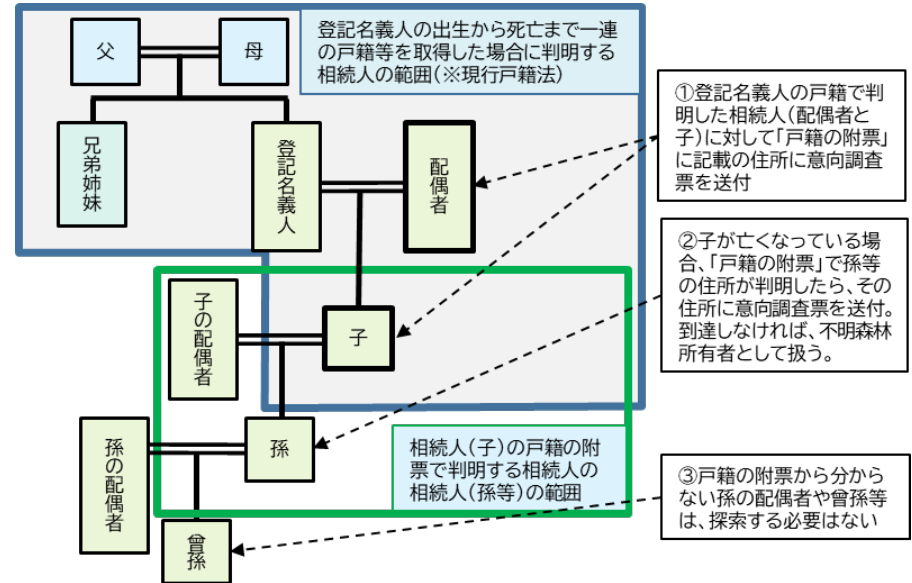 父
母
登記名義人の出生から死亡まで一連
の戸籍等を取得した場合に判明する
相続人の範囲(※現行戸籍法)
兄弟姉妹
登記名義人
配偶者
①登記名義人の戸籍で判
明した相続人(配偶者と
子)に対して「戸籍の附票」
に記載の住所に意向調査
票を送付
②子が亡くなっている場
合、「戸籍の附票」で孫等
の住所が判明したら、その
住所に意向調査票を送付。
到達しなければ、不明森林
所有者として扱う。
子の配偶者
子
孫の配偶者
孫
相続人(子)の戸籍の附
票で判明する相続人の
相続人(孫等)の範囲
③戸籍の附票から分から
ない孫の配偶者や曾孫等
は、探索する必要はない
曾孫